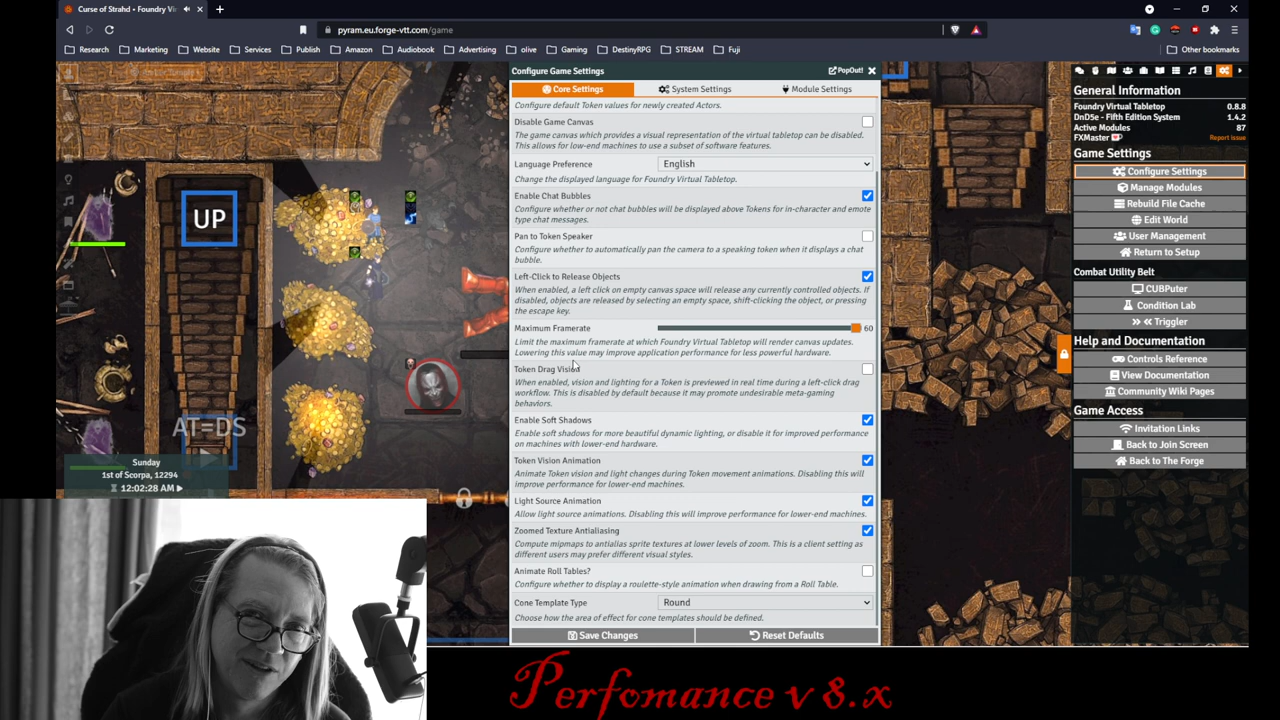 Curse of Strahd • Foundry Vir
pyram.eu.forge-vtt.com/game
Research Marketing Website Services Publish Amazon Audiobook Advertising olive Gaming DestinyRPG STREAM Fuji Other bookmarks
Configure Game Settings PopOut!
Core Settings System Settings Module Settings
Configure default Token values for newly created Actors.
Disable Game Canvas
The game canvas which provides a visual representation of the virtual tabletop can be disabled.
This allows for low-end machines to use a subset of software features.
Language Preference English
Change the displayed language for Foundry Virtual Tabletop.
Enable Chat Bubbles
Configure whether or not chat bubbles will be displayed above Tokens for in-character and emote
type chat messages.
Pan to Token Speaker
Configure whether to automatically pan the camera to a speaking token when it displays a chat
bubble.
Left-Click to Release Objects
When enabled, a left click on empty canvas space will release any currently controlled objects. If
disabled, objects are released by selecting an empty space, shift-clicking the object, or pressing
the escape key.
Maximum Framerate 60
Limit the maximum framerate at which Foundry Virtual Tabletop will render canvas updates.
Lowering this value may improve application performance for less powerful hardware.
Token Drag Vision
When enabled, vision and lighting for a Token is previewed in real time during a left-click drag
workflow. This is disabled by default because it may promote undesirable meta-gaming
behaviors.
Enable Soft Shadows
Enable soft shadows for more beautiful dynamic lighting, or disable it for improved performance
on machines with lower-end hardware.
Token Vision Animation
Animate Token vision and light changes during Token movement animations. Disabling this will
improve performance for lower-end machines.
Light Source Animation
Allow light source animations. Disabling this will improve performance for lower-end machines.
Zoomed Texture Antialiasing
Compute mipmaps to antialias sprite textures at lower levels of zoom. This is a client setting as
different users may prefer different visual styles.
Animate Roll Tables?
Configure whether to display a roulette-style animation when drawing from a Roll Table.
Cone Template Type Round
Choose how the area of effect for cone templates should be defined.
Save Changes Reset Defaults
General Information
Foundry Virtual Tabletop 0.8.8
DnD5e - Fifth Edition System 1.4.2
Active Modules 87
FXMaster Report issue
Game Settings
Configure Settings
Manage Modules
Rebuild File Cache
Edit World
User Management
Return to Setup
Combat Utility Belt
CUBPuter
Condition Lab
Triggler
Help and Documentation
Controls Reference
View Documentation
Community Wiki Pages
Game Access
Invitation Links
Back to Join Screen
Back to The Forge
UP
Sunday
1st of Scorpa, 12294
12:02:28 AM
Perfomance v 8.x